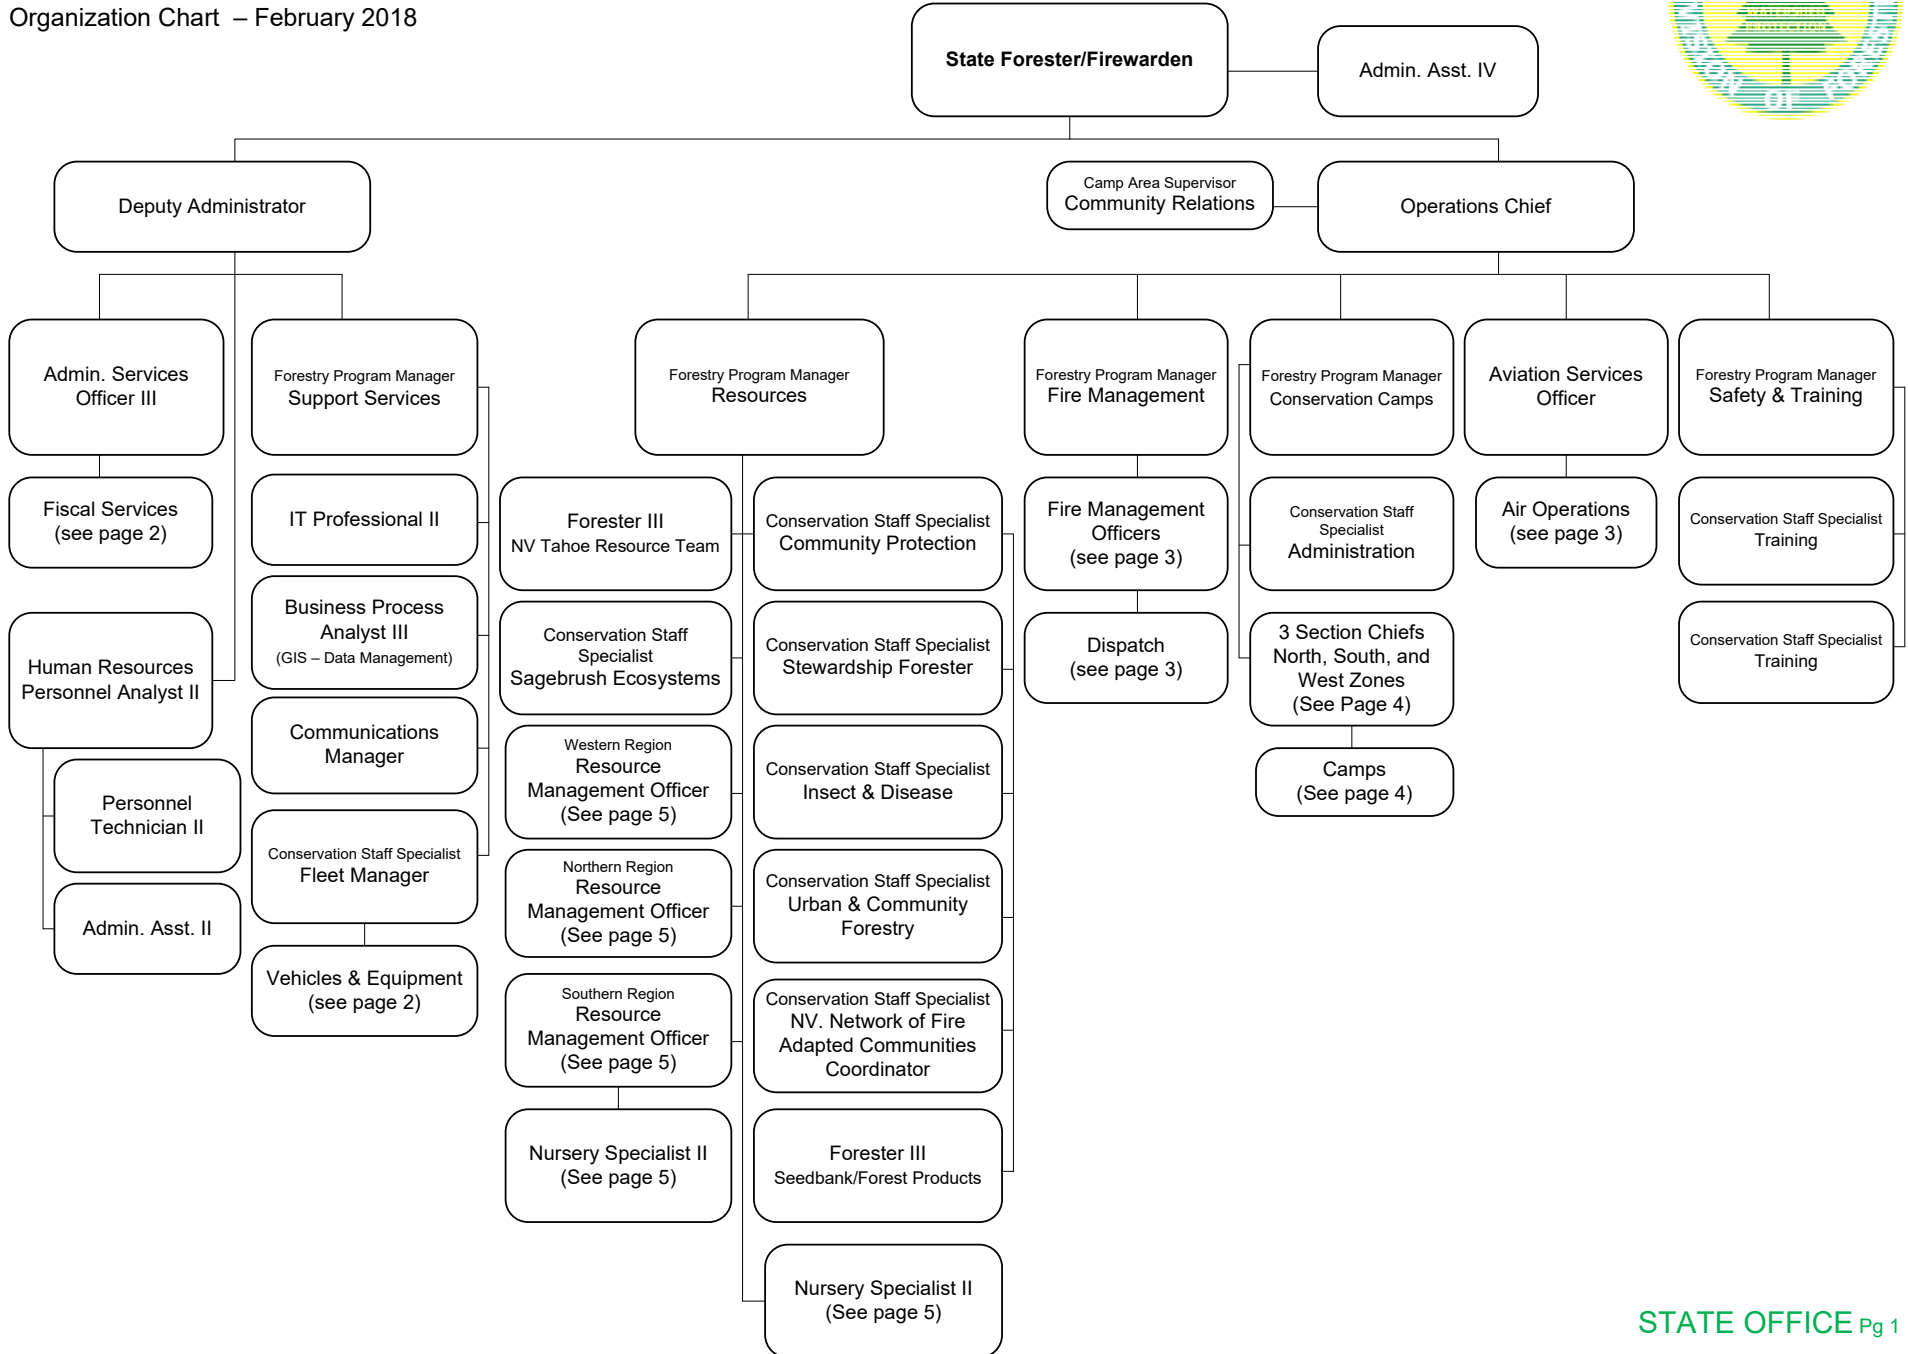 Organization Chart – February 2018
State Forester/Firewarden
Admin. Asst. IV
Deputy Administrator
Camp Area Supervisor
Community Relations
Operations Chief
Admin. Services
Officer III
Forestry Program Manager
Support Services
Forestry Program Manager
Resources
Forestry Program Manager
Fire Management
Forestry Program Manager
Conservation Camps
Aviation Services
Officer
Forestry Program Manager
Safety & Training
Fiscal Services
(see page 2)
Human Resources
Personnel Analyst II
Personnel
Technician II
Admin. Asst. II
IT Professional II
Business Process
Analyst III
(GIS – Data Management)
Communications
Manager
Conservation Staff Specialist
Fleet Manager
Vehicles & Equipment
(see page 2)
Forester III
NV Tahoe Resource Team
Conservation Staff
Specialist
Sagebrush Ecosystems
Western Region
Resource
Management Officer
(See page 5)
Northern Region
Resource
Management Officer
(See page 5)
Southern Region
Resource
Management Officer
(See page 5)
Nursery Specialist II
(See page 5)
Conservation Staff Specialist
Community Protection
Conservation Staff Specialist
Stewardship Forester
Conservation Staff Specialist
Insect & Disease
Conservation Staff Specialist
Urban & Community
Forestry
Conservation Staff Specialist
NV. Network of Fire
Adapted Communities
Coordinator
Forester III
Seedbank/Forest Products
Nursery Specialist II
(See page 5)
Fire Management
Officers
(see page 3)
Dispatch
(see page 3)
Conservation Staff
Specialist
Administration
3 Section Chiefs
North, South, and
West Zones
(See Page 4)
Camps
(See page 4)
Air Operations
(see page 3)
Conservation Staff Specialist
Training
Conservation Staff Specialist
Training
STATE OFFICE Pg 1